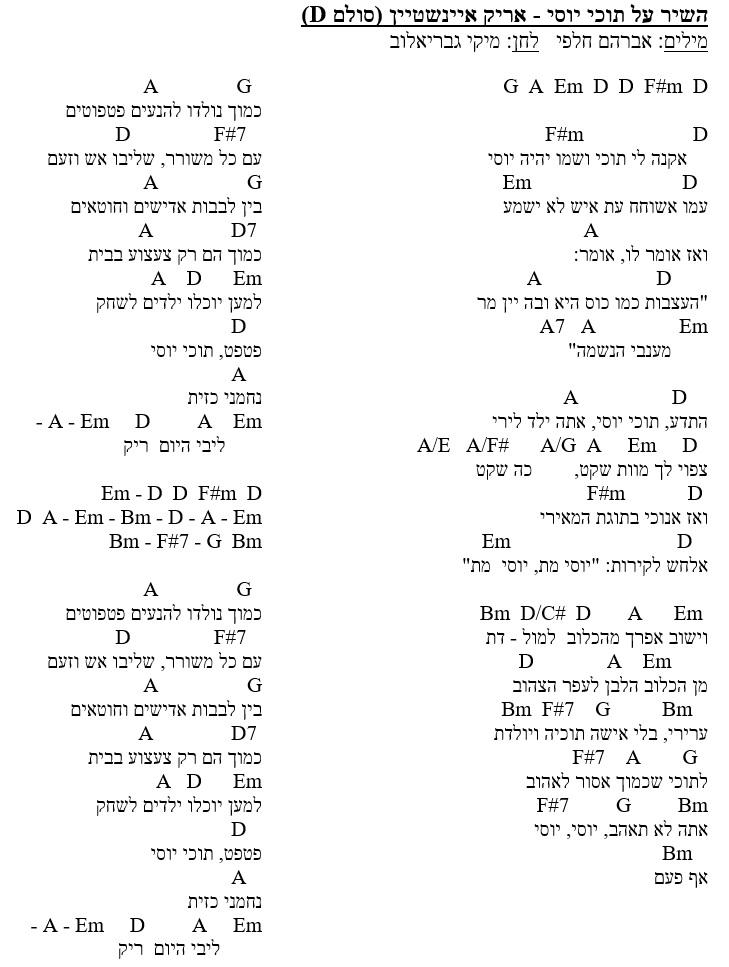 השיר על תוכי יוסי - אריק איינשטיין (סולם D)
מילים: אברהם חלפי   לחן: מיקי גבריאלוב
G  A  Em  D  D  F#m  D
F#m   D
אקנה לי תוכי ושמו יהיה יוסי
Em   D
עמו אשוחח עת איש לא ישמע
A
ואז אומר לו, אומר:
A   D
"העצבות כמו כוס היא ובה יין מר
A7   A   Em
מענבי הנשמה"
A   D
התדע, תוכי יוסי, אתה ילד לירי
A/E   A/F#   A/G  A   Em   D
צפוי לך מוות שקט,   כה שקט
F#m   D
ואז אנוכי בתוגת המאירי
Em   D
אלחש לקירות: "יוסי מת, יוסי  מת"
Bm  D/C#  D   A   Em
וישוב אפרך מהכלוב  למול - דת
D   A   Em
מן הכלוב הלבן לעפר הצהוב
Bm  F#7   G   Bm
ערירי, בלי אישה תוכיה ויולדת
F#7   A   G
לתוכי שכמוך אסור לאהוב
F#7   G   Bm
אתה לא תאהב, יוסי, יוסי
Bm
אף פעם
A   G
כמוך נולדו להנעים פטפוטים
D   F#7
עם כל משורר, שליבו אש וזעם
A   G
בין לבבות אדישים וחוטאים
A   D7
כמוך הם רק צעצוע בבית
A   D   Em
למען יוכלו ילדים לשחק
D
פטפט, תוכי יוסי
A
נחמני כזית
- A - Em   D   A   Em
ליבי היום  ריק
Em - D  D  F#m  D
D  A - Em - Bm - D - A - Em
Bm - F#7 - G  Bm
A   G
כמוך נולדו להנעים פטפוטים
D   F#7
עם כל משורר, שליבו אש וזעם
A   G
בין לבבות אדישים וחוטאים
A   D7
כמוך הם רק צעצוע בבית
A   D   Em
למען יוכלו ילדים לשחק
D
פטפט, תוכי יוסי
A
נחמני כזית
- A - Em   D   A   Em
ליבי היום  ריק